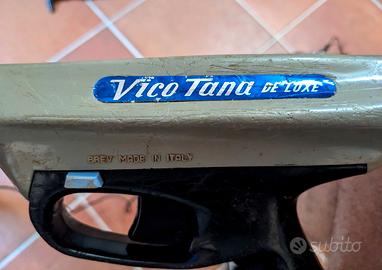 Vico Tana DE LUXE
BREV MADE IN ITALY
subito